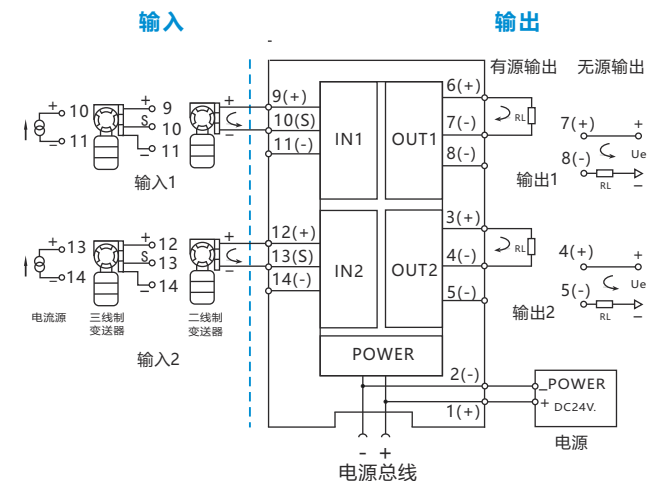 输入
输出
有源输出 无源输出
9(+)
10(S)
11(-)
IN1
OUT1
6(+)
7(-)
8(-)
RL
输出1
7(+) +
8(-) Ue
RL −
+ 10
− 11
+ 9
S 10
− 11
+
−
输入1
12(+)
13(S)
14(-)
IN2
OUT2
3(+)
4(-)
5(-)
RL
输出2
4(+) +
5(-) Ue
RL −
+ 13
− 14
+ 12
S 13
− 14
+
−
电流源
三线制
变送器
二线制
变送器
输入2
POWER
2(-)
1(+)
− POWER
+ DC24V.
电源
- +
电源总线